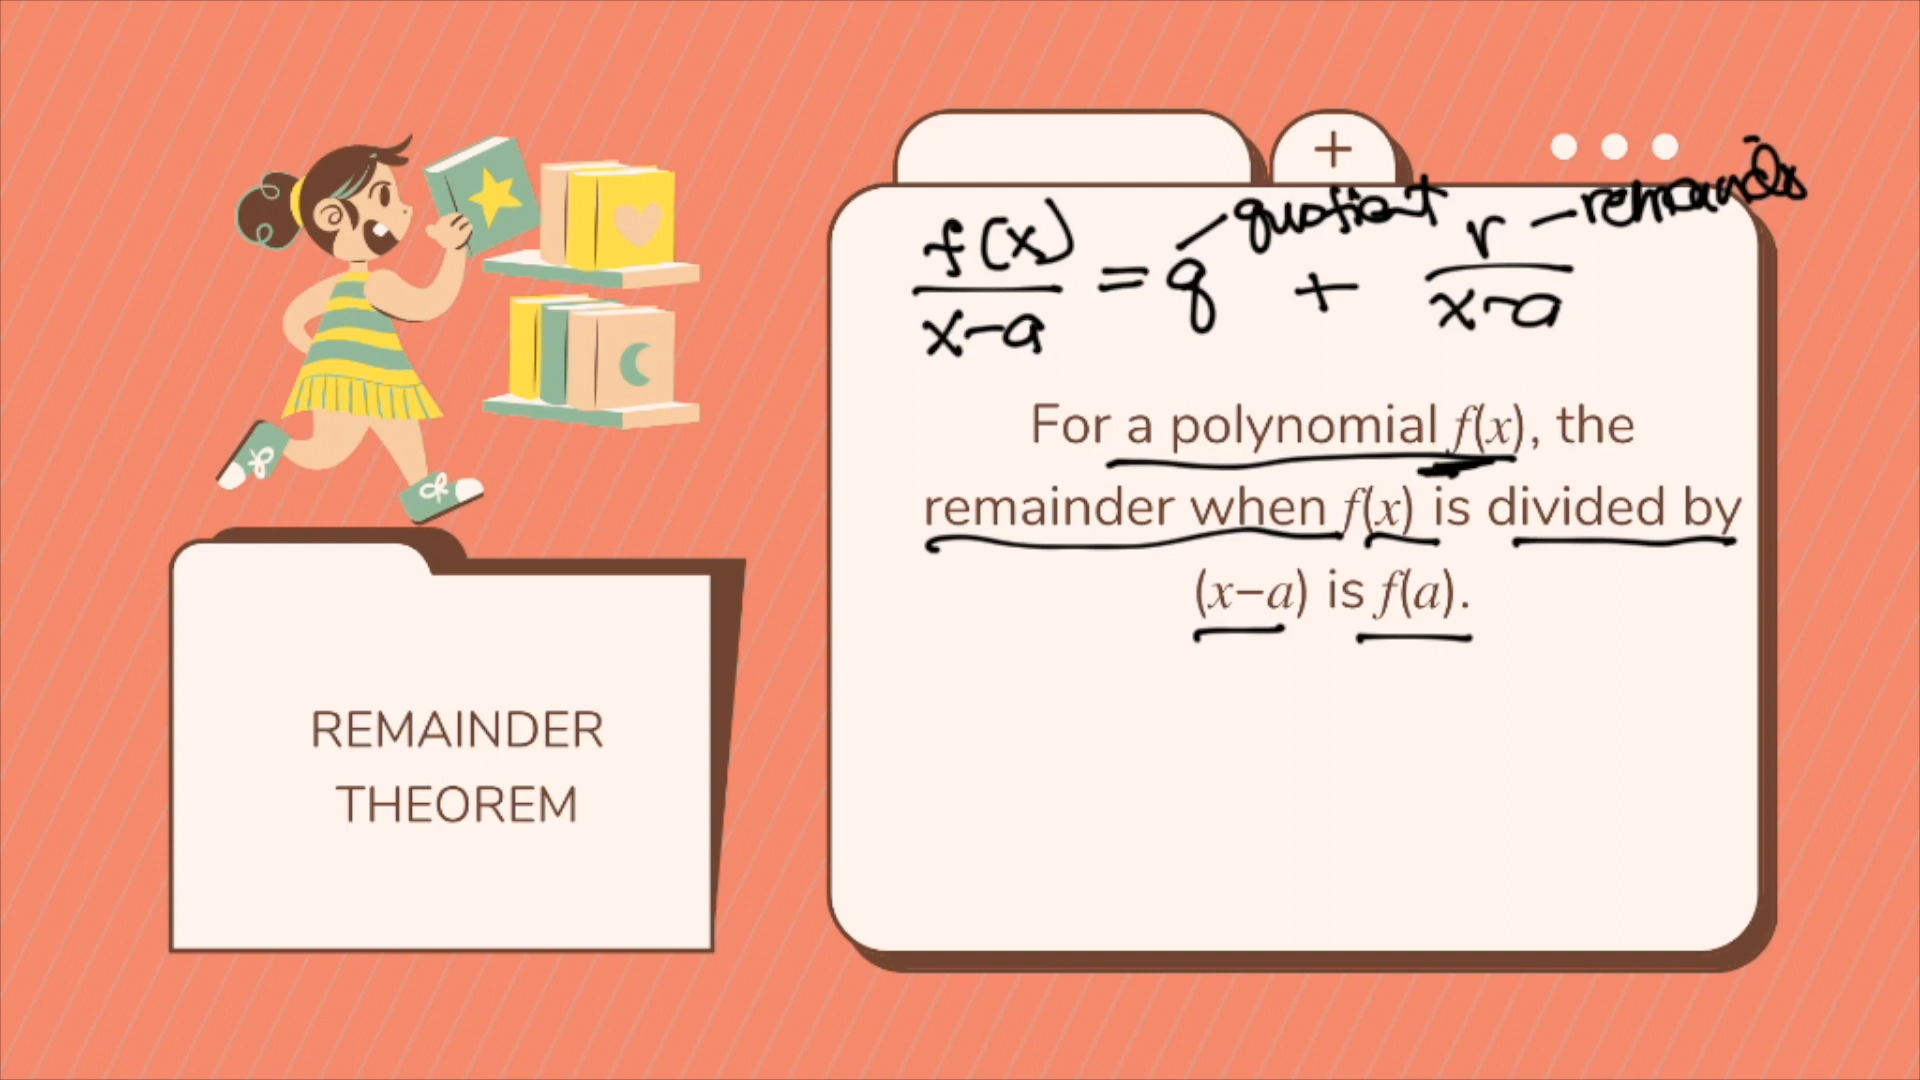 +
f(x)/x-a = q - quotient + r/x-a - remainder
For a polynomial f(x), the
remainder when f(x) is divided by
(x−a) is f(a).
REMAINDER
THEOREM